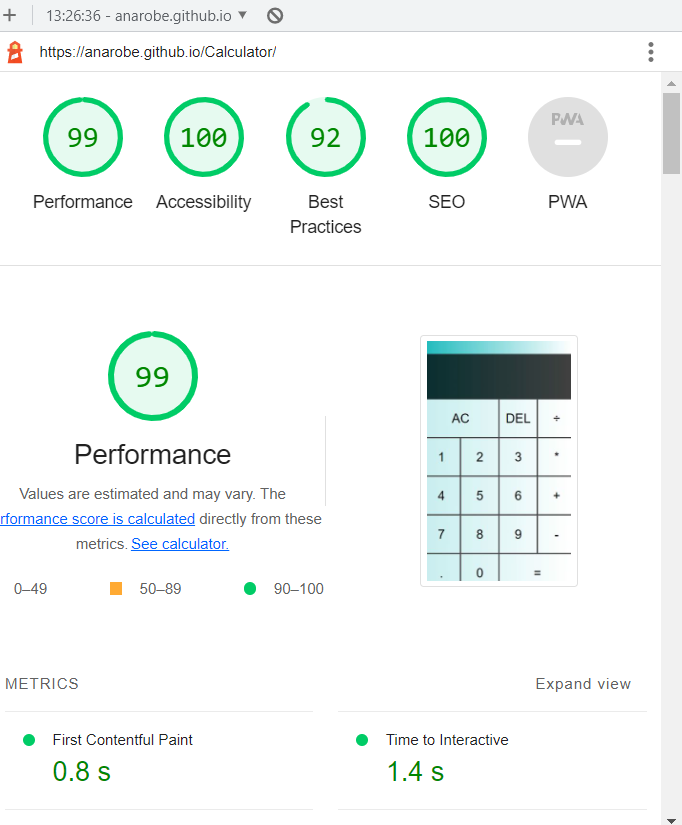 13:26:36 - anarobe.github.io
https://anarobe.github.io/Calculator/
99 100 92 100 PWA
Performance Accessibility Best Practices SEO PWA
99
Performance
Values are estimated and may vary. The
rformance score is calculated directly from these
metrics. See calculator.
0–49 50–89 90–100
AC DEL ÷
1 2 3 *
4 5 6 +
7 8 9 -
. 0 =
METRICS Expand view
First Contentful Paint Time to Interactive
0.8 s 1.4 s